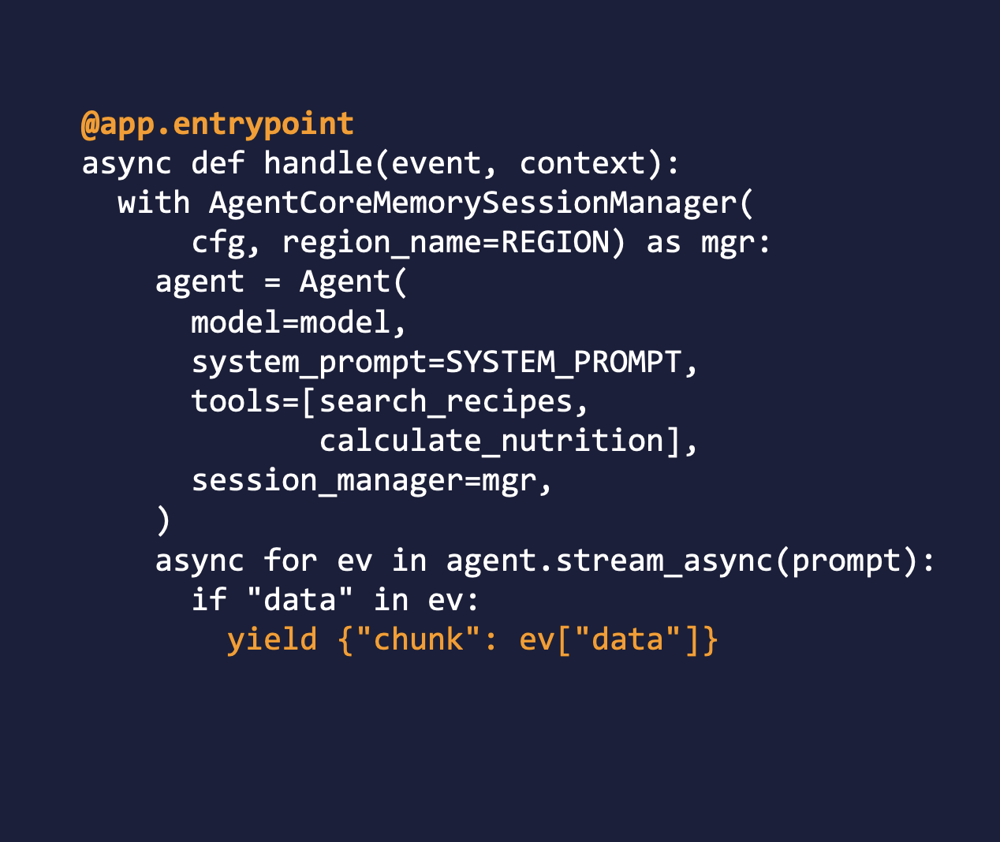 @app.entrypoint
async def handle(event, context):
  with AgentCoreMemorySessionManager(
      cfg, region_name=REGION) as mgr:
    agent = Agent(
      model=model,
      system_prompt=SYSTEM_PROMPT,
      tools=[search_recipes,
             calculate_nutrition],
      session_manager=mgr,
    )
    async for ev in agent.stream_async(prompt):
      if "data" in ev:
        yield {"chunk": ev["data"]}